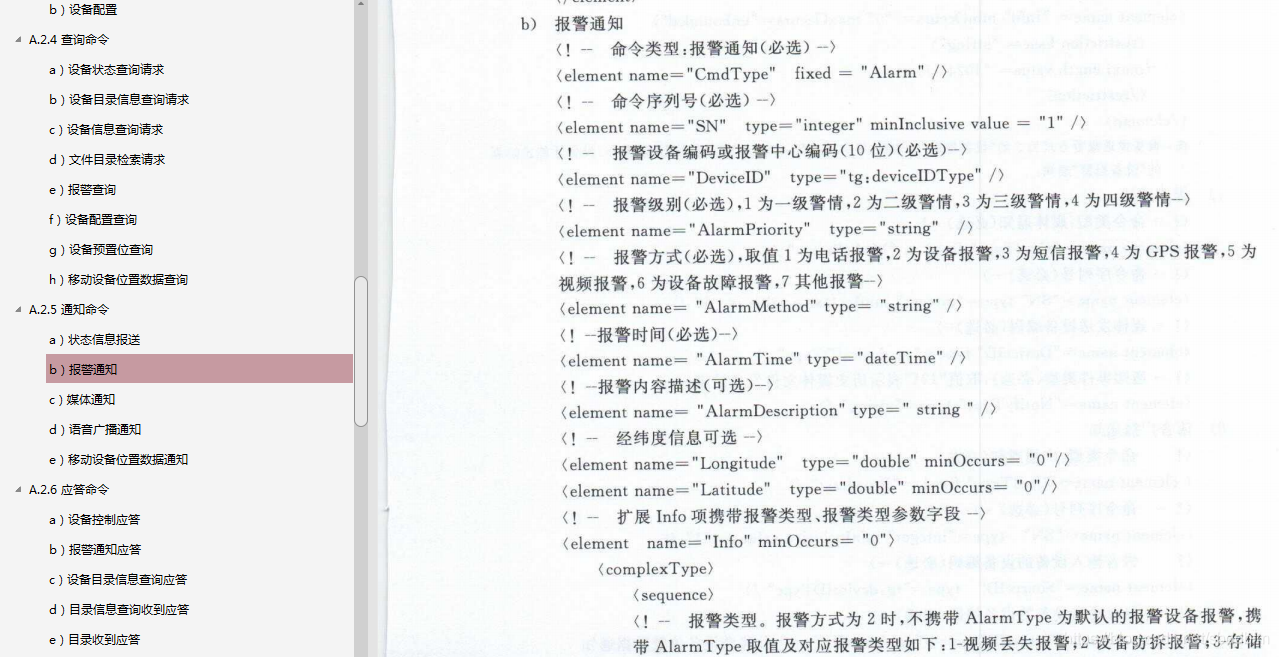 b）设备配置
A.2.4 查询命令
a）设备状态查询请求
b）设备目录信息查询请求
c）设备信息查询请求
d）文件目录检索请求
e）报警查询
f）设备配置查询
g）设备预置位查询
h）移动设备位置数据查询
A.2.5 通知命令
a）状态信息报送
b）报警通知
c）媒体通知
d）语音广播通知
e）移动设备位置数据通知
A.2.6 应答命令
a）设备控制应答
b）报警通知应答
c）设备目录信息查询应答
d）目录信息查询收到应答
e）目录收到应答
b） 报警通知
〈! -- 命令类型:报警通知(必选) --〉
〈element name="CmdType" fixed = "Alarm" /〉
〈! -- 命令序列号(必选) --〉
〈element name="SN" type="integer" minInclusive value = "1" /〉
〈! -- 报警设备编码或报警中心编码(10 位)(必选)--〉
〈element name="DeviceID" type="tg:deviceIDType" /〉
〈! -- 报警级别(必选),1 为一级警情,2 为二级警情,3 为三级警情,4 为四级警情--〉
〈element name="AlarmPriority" type="string" /〉
〈! -- 报警方式(必选),取值 1 为电话报警,2 为设备报警,3 为短信报警,4 为 GPS 报警,5 为
视频报警,6 为设备故障报警,7 其他报警--〉
〈element name="AlarmMethod" type= "string" /〉
〈! --报警时间(必选)--〉
〈element name= "AlarmTime" type="dateTime" /〉
〈! --报警内容描述(可选)--〉
〈element name= "AlarmDescription" type=" string " /〉
〈! -- 经纬度信息可选 --〉
〈element name="Longitude" type="double" minOccurs= "0"/〉
〈element name="Latitude" type="double" minOccurs= "0"/〉
〈! -- 扩展 Info 项携带报警类型、报警类型参数字段 --〉
〈element name="Info" minOccurs= "0"〉
〈complexType〉
〈sequence〉
〈! -- 报警类型。报警方式为 2 时,不携带 AlarmType 为默认的报警设备报警,携
带 AlarmType 取值及对应报警类型如下:1-视频丢失报警;2-设备防拆报警;3-存储